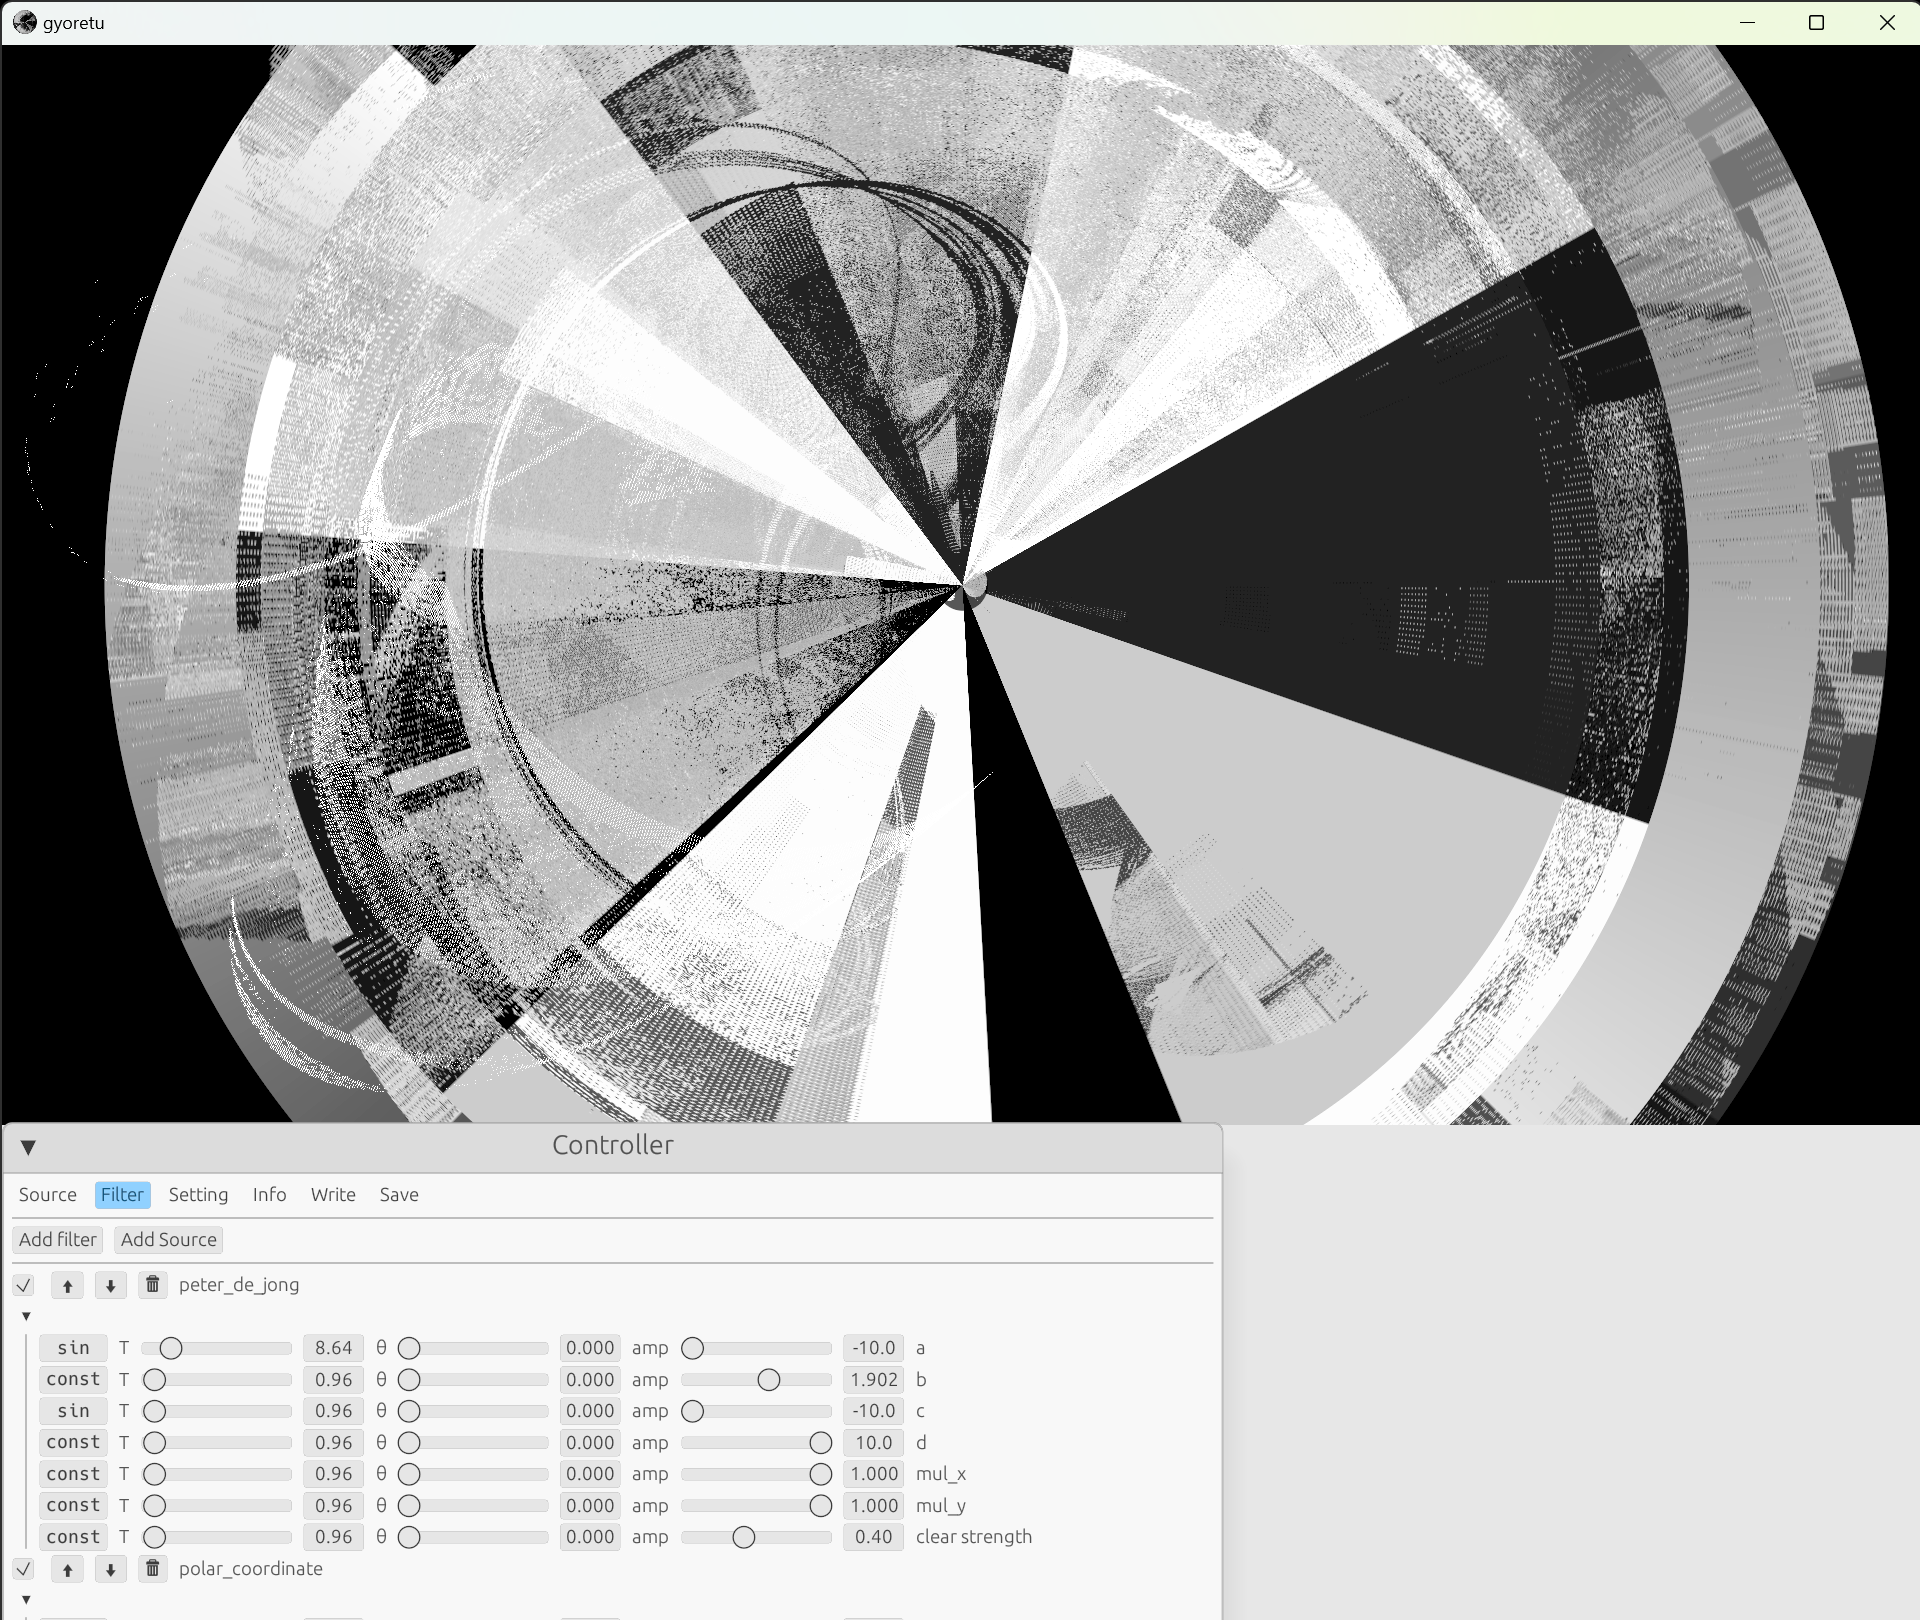 gyoretu
Controller
Source Filter Setting Info Write Save
Add filter Add Source
peter_de_jong
sin T 8.64 θ 0.000 amp -10.0 a
const T 0.96 θ 0.000 amp 1.902 b
sin T 0.96 θ 0.000 amp -10.0 c
const T 0.96 θ 0.000 amp 10.0 d
const T 0.96 θ 0.000 amp 1.000 mul_x
const T 0.96 θ 0.000 amp 1.000 mul_y
const T 0.96 θ 0.000 amp 0.40 clear strength
polar_coordinate